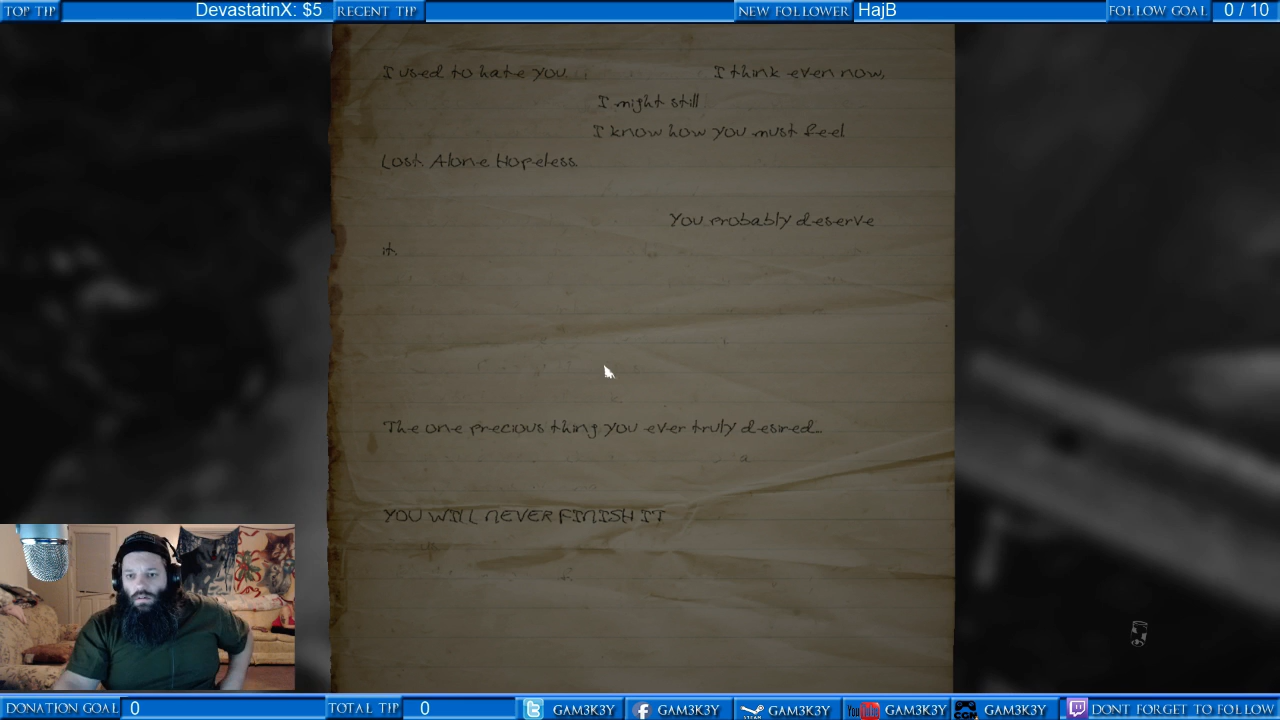 TOP TIP DevastatinX: $5 RECENT TIP NEW FOLLOWER HajB FOLLOW GOAL 0 / 10
I used to hate you I think even now,
I might still
I know how you must feel
Lost. Alone Hopeless.
You probably deserve
it.
The one precious thing you ever truly desired...
YOU WILL NEVER FINISH IT
DONATION GOAL 0 TOTAL TIP 0 GAM3K3Y GAM3K3Y STEAM GAM3K3Y YouTube GAM3K3Y GAM3K3Y DONT FORGET TO FOLLOW